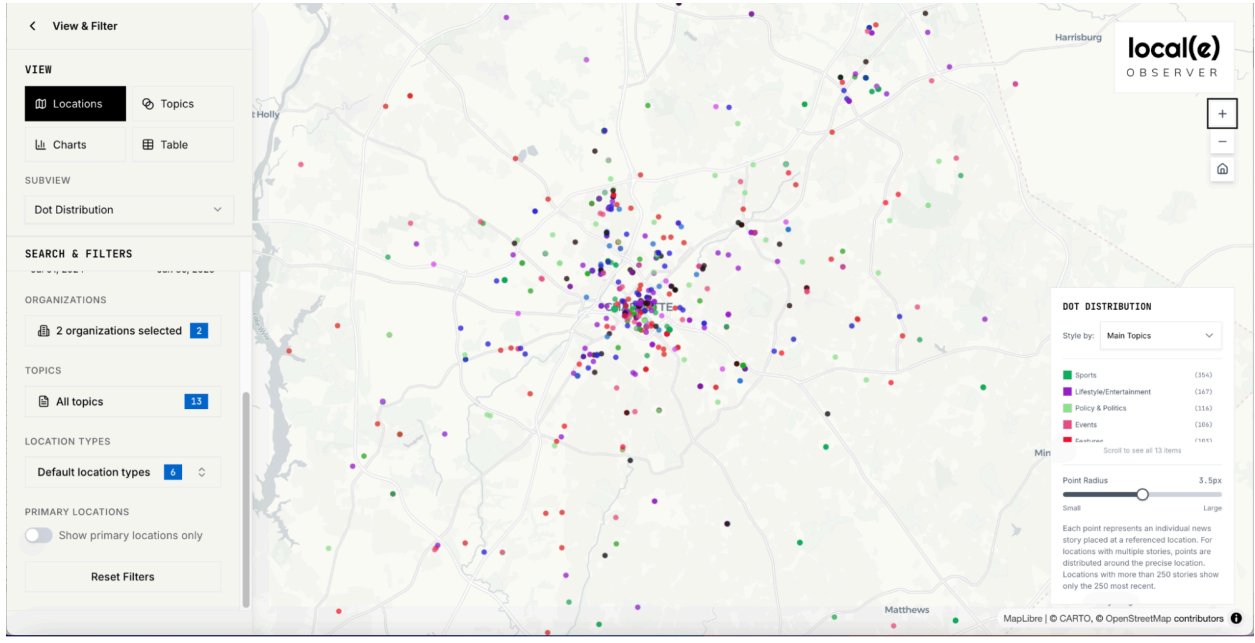 View & Filter
VIEW
Locations
Topics
Charts
Table
SUBVIEW
Dot Distribution
SEARCH & FILTERS
ORGANIZATIONS
2 organizations selected 2
TOPICS
All topics 13
LOCATION TYPES
Default location types 6
PRIMARY LOCATIONS
Show primary locations only
Reset Filters
t Holly
Harrisburg
Min
Matthews
local(e)
OBSERVER
+
−
DOT DISTRIBUTION
Style by: Main Topics
Sports (354)
Lifestyle/Entertainment (167)
Policy & Politics (116)
Events (106)
Features (103)
Scroll to see all 13 items
Point Radius 3.5px
Small Large
Each point represents an individual news
story placed at a referenced location. For
locations with multiple stories, points are
distributed around the precise location.
Locations with more than 250 stories show
only the 250 most recent.
MapLibre | © CARTO, © OpenStreetMap contributors